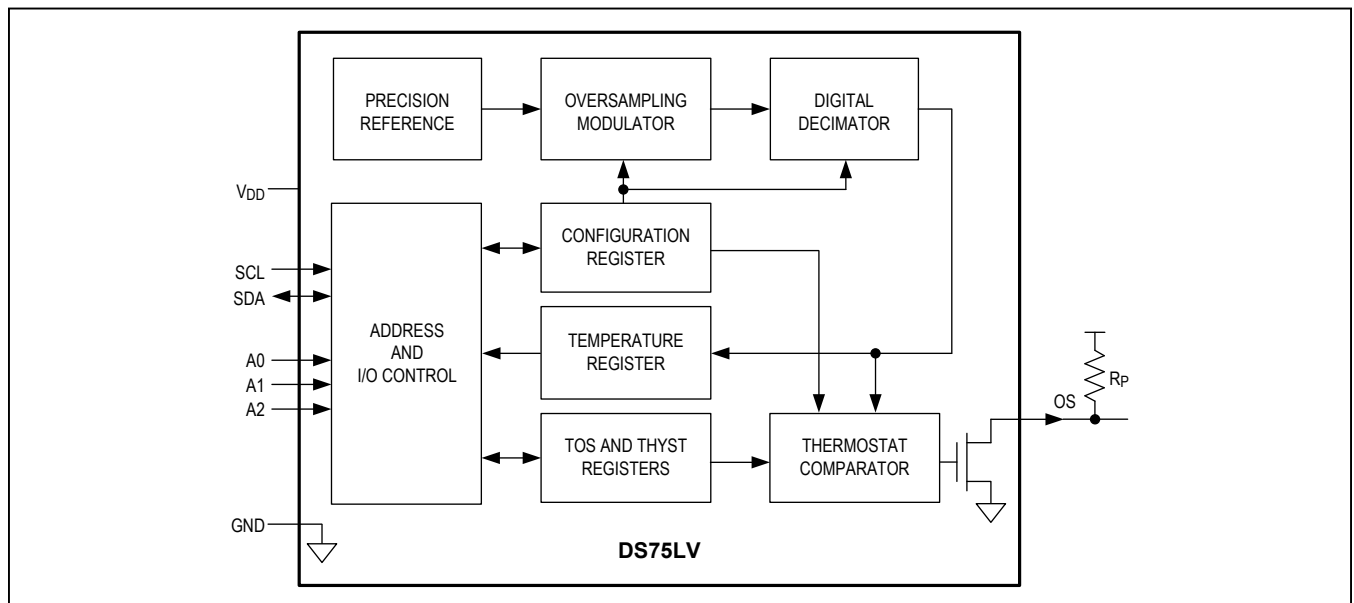 PRECISION
REFERENCE
OVERSAMPLING
MODULATOR
DIGITAL
DECIMATOR
VDD
SCL
SDA
A0
A1
A2
GND
ADDRESS
AND
I/O CONTROL
CONFIGURATION
REGISTER
TEMPERATURE
REGISTER
TOS AND THYST
REGISTERS
THERMOSTAT
COMPARATOR
OS
RP
DS75LV